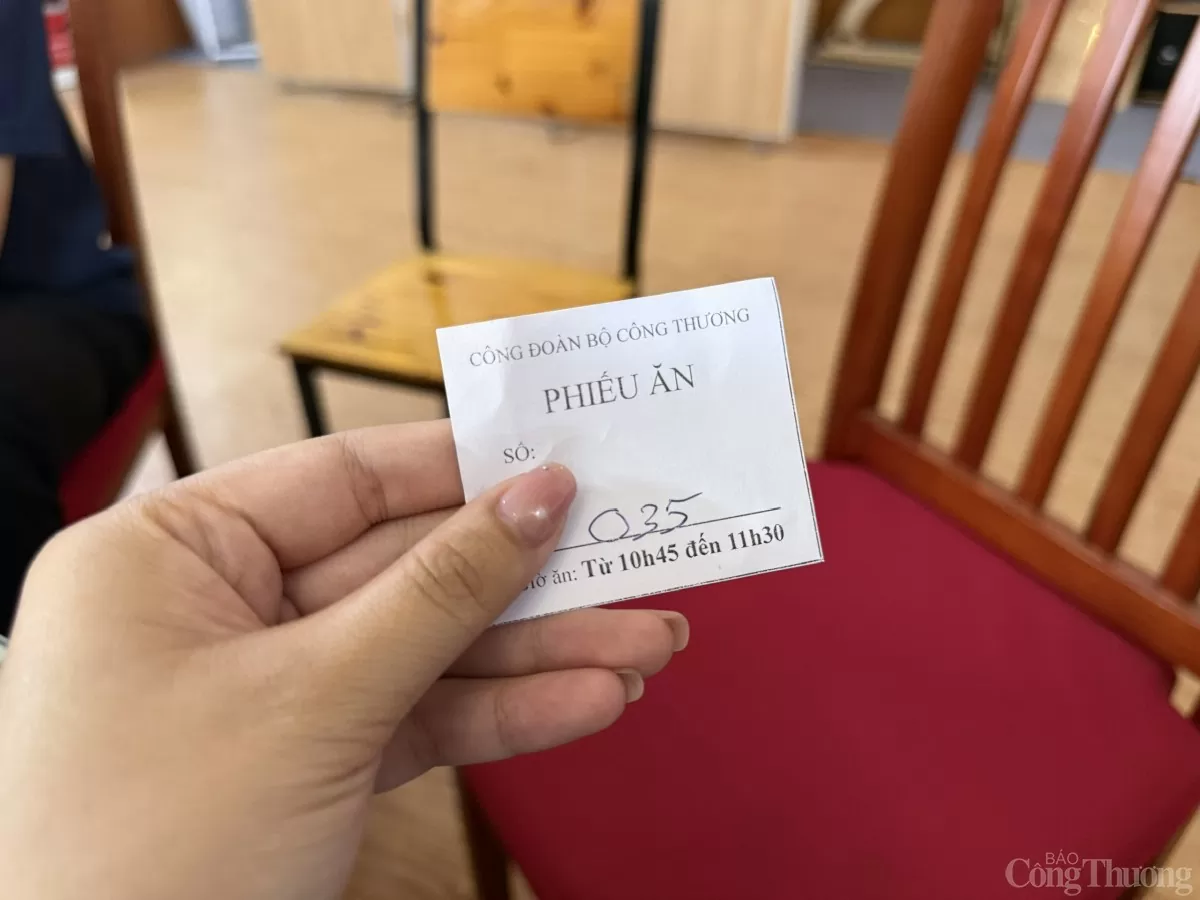 CÔNG ĐOÀN BỘ CÔNG THƯƠNG
PHIẾU ĂN
SỐ:
035
ăn: Từ 10h45 đến 11h30
BÁO
Công Thương